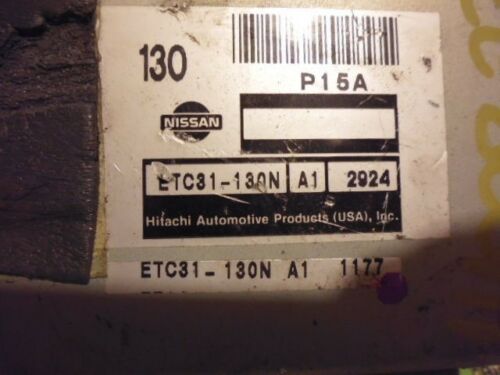 130
P15A
NISSAN
ETC31-130N A1 2924
Hitachi Automotive Products (USA), Inc.
ETC31-130N A1 1177